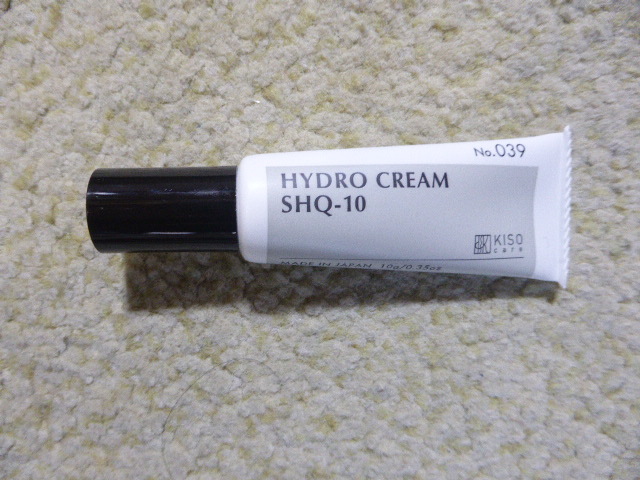 No.039
HYDRO CREAM
SHQ-10
KISO
care
MADE IN JAPAN 10g/0.35oz